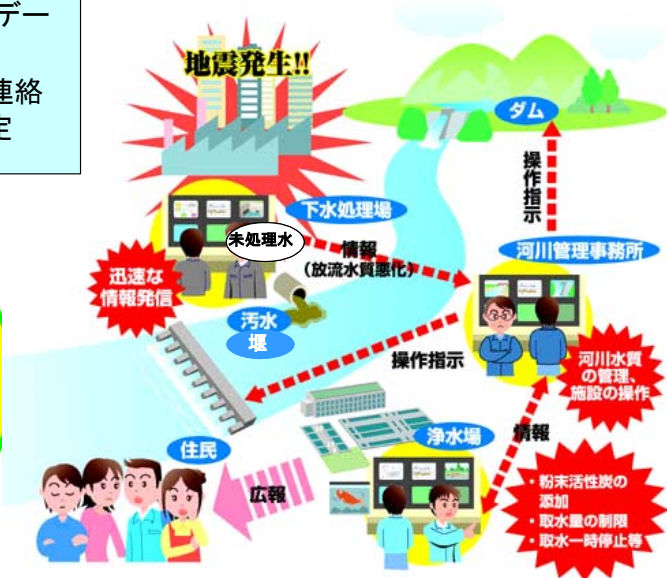 デー
連絡
定
地震発生!!
ダム
操作指示
下水処理場
未処理水
情報
(放流水質悪化)
河川管理事務所
迅速な
情報発信
汚水
堰
操作指示
河川水質
の管理、
施設の操作
住民
浄水場
情報
広報
・粉末活性炭の
添加
・取水量の制限
・取水一時停止等